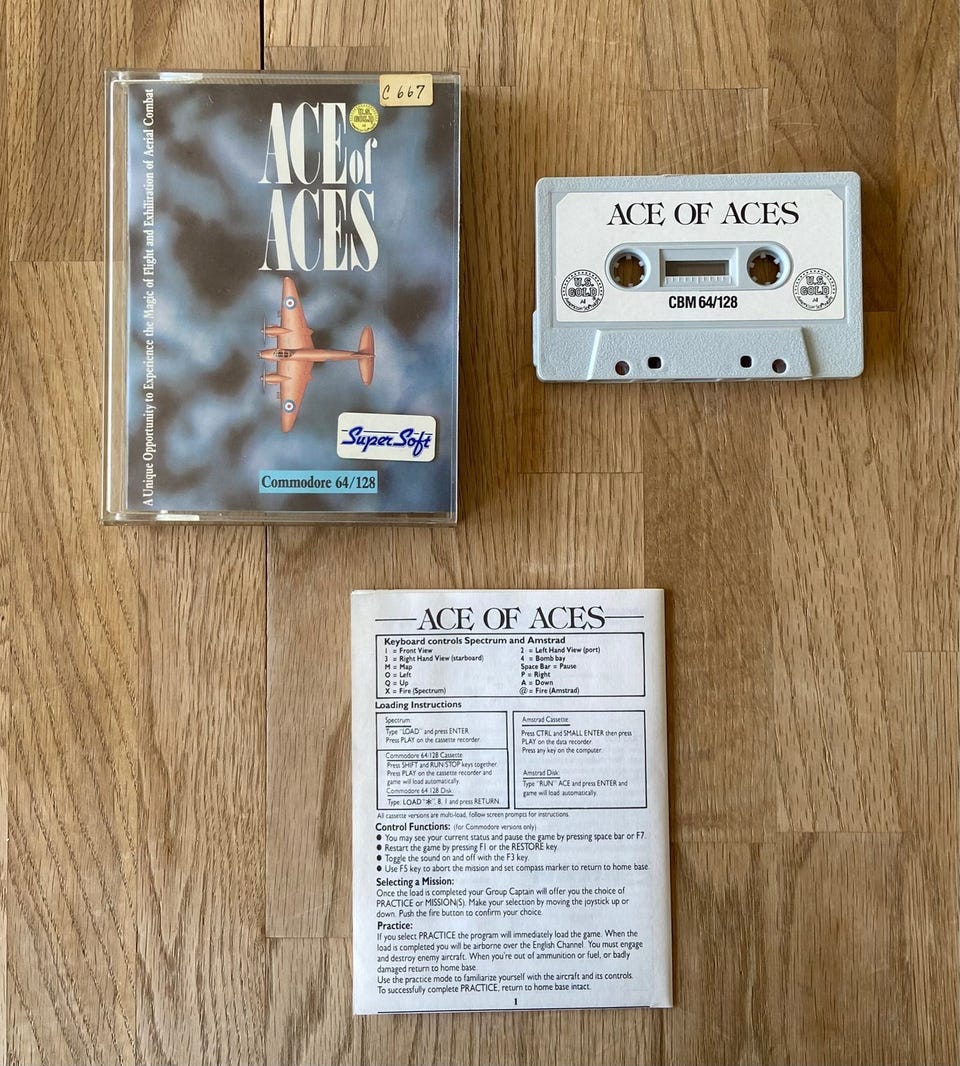 A Unique Opportunity to Experience the Magic of Flight and Exhiliration of Aerial Combat
C 667
U.S. GOLD
ACE of
ACES
Super Soft
Commodore 64/128
ACE OF ACES
U.S. GOLD
U.S. GOLD
CBM 64/128
ACE OF ACES
Keyboard controls Spectrum and Amstrad
1 = Front View
2 = Left Hand View (port)
3 = Right Hand View (starboard)
4 = Bomb bay
M = Map
Space Bar = Pause
O = Left
P = Right
Q = Up
A = Down
X = Fire (Spectrum)
@ = Fire (Amstrad)
Loading Instructions
Spectrum:
Type "LOAD" and press ENTER
Press PLAY on the cassette recorder.
Commodore 64/128 Cassette
Press SHIFT and RUN/STOP keys together.
Press PLAY on the cassette recorder and
game will load automatically.
Commodore 64 128 Disk:
Type: LOAD "*", 8, 1 and press RETURN.
Amstrad Cassette:
Press CTRL and SMALL ENTER then press
PLAY on the data recorder.
Press any key on the computer.
Amstrad Disk:
Type "RUN" ACE and press ENTER and
game will load automatically.
All cassette versions are multi-load, follow screen prompts for instructions.
Control Functions: (for Commodore versions only)
● You may see your current status and pause the game by pressing space bar or F7.
● Restart the game by pressing F1 or the RESTORE key.
● Toggle the sound on and off with the F3 key.
● Use F5 key to abort the mission and set compass marker to return to home base.
Selecting a Mission:
Once the load is completed your Group Captain will offer you the choice of
PRACTICE or MISSION(S). Make your selection by moving the joystick up or
down. Push the fire button to confirm your choice.
Practice:
If you select PRACTICE the program will immediately load the game. When the
load is completed you will be airborne over the English Channel. You must engage
and destroy enemy aircraft. When you're out of ammunition or fuel, or badly
damaged return to home base.
Use the practice mode to familiarize yourself with the aircraft and its controls.
To successfully complete PRACTICE, return to home base intact.
1